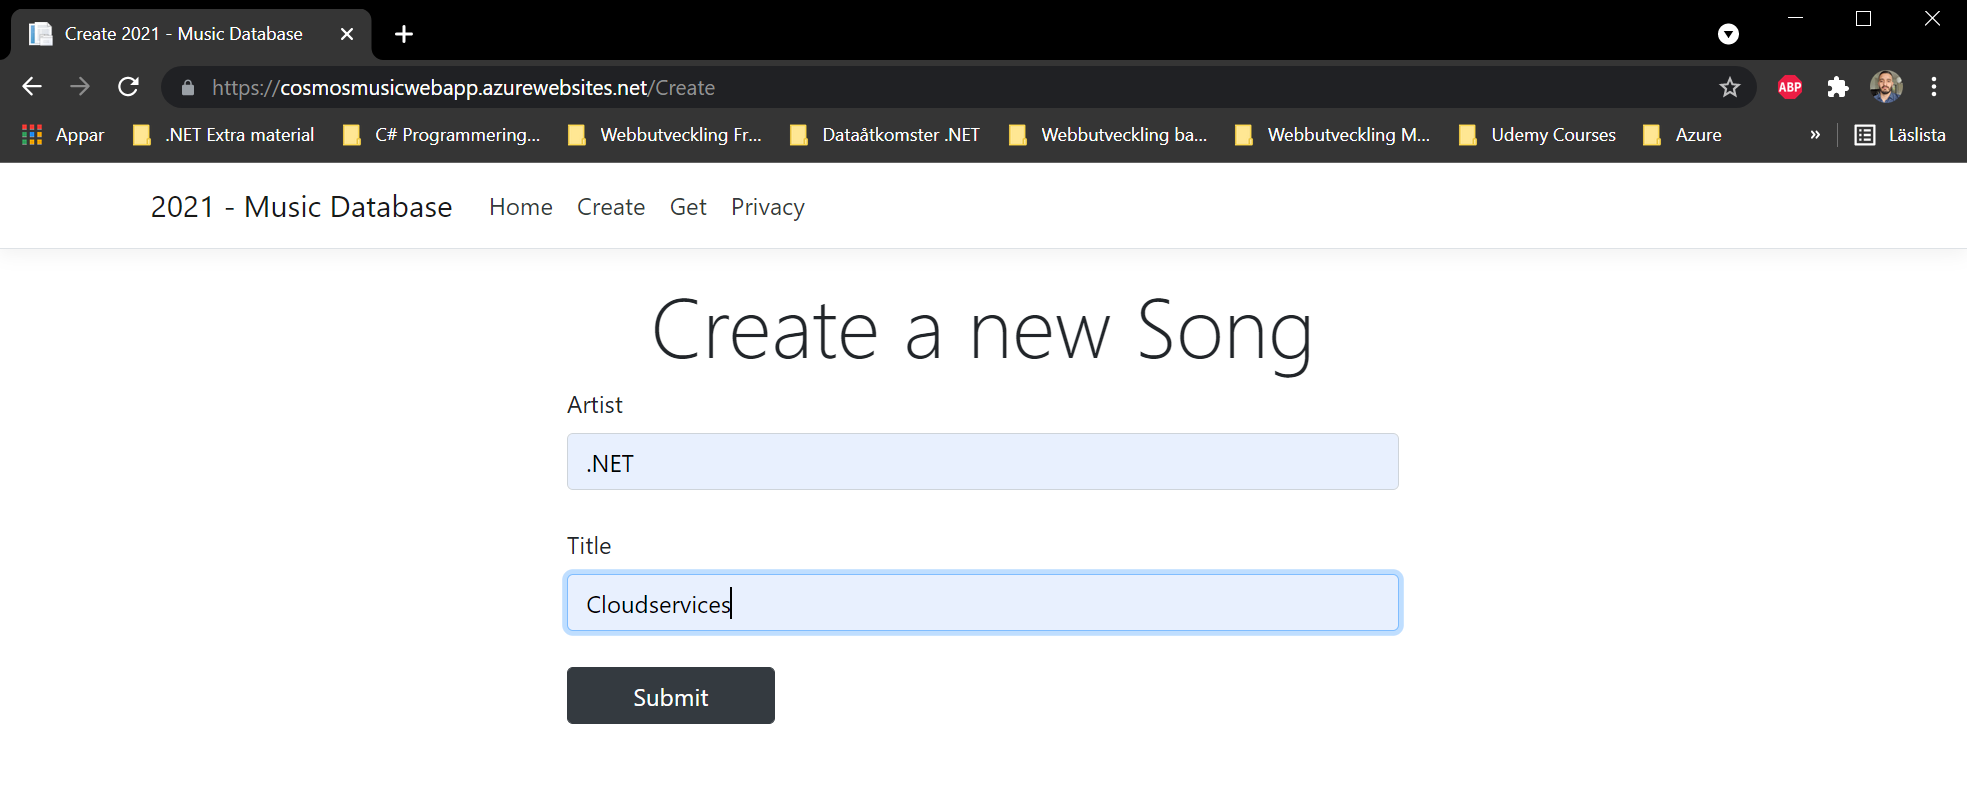 Create 2021 - Music Database
https://cosmosmusicwebapp.azurewebsites.net/Create
ABP
Appar .NET Extra material C# Programmering... Webbutveckling Fr... Dataåtkomster .NET Webbutveckling ba... Webbutveckling M... Udemy Courses Azure » Läslista
2021 - Music Database Home Create Get Privacy
Create a new Song
Artist
.NET
Title
Cloudservices
Submit